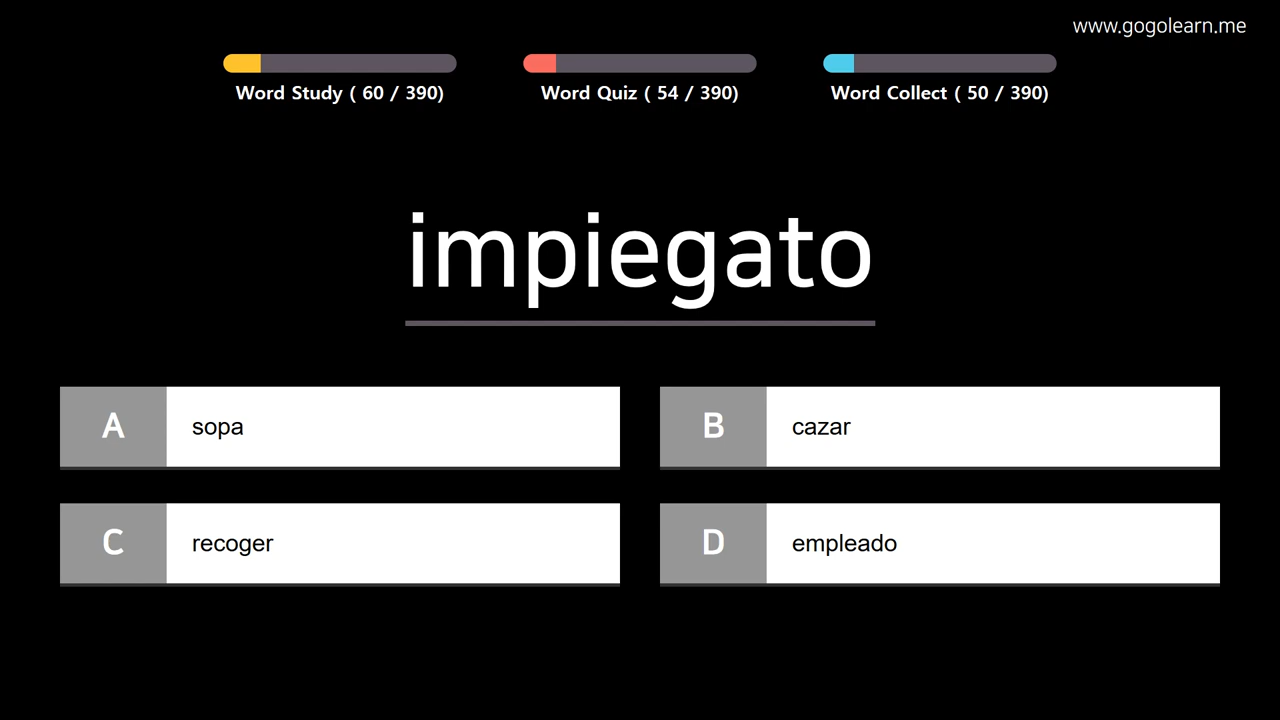 www.gogolearn.me
Word Study ( 60 / 390)
Word Quiz ( 54 / 390)
Word Collect ( 50 / 390)
impiegato
A sopa
B cazar
C recoger
D empleado